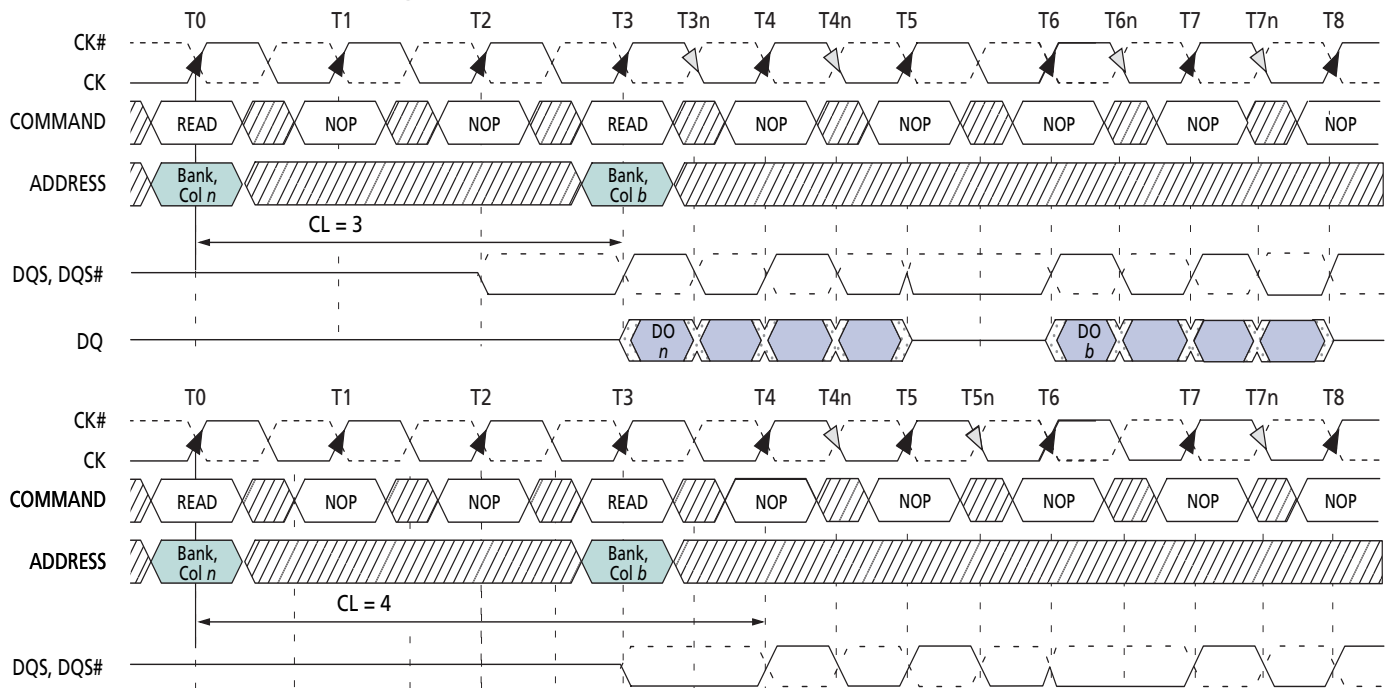 T0 T1 T2 T3 T3n T4 T4n T5 T6 T6n T7 T7n T8
CK#
CK
COMMAND READ NOP NOP READ NOP NOP NOP NOP NOP
ADDRESS Bank, Col n Bank, Col b
CL = 3
DQS, DQS#
DQ DO n DO b
T0 T1 T2 T3 T4 T4n T5 T5n T6 T7 T7n T8
CK#
CK
COMMAND READ NOP NOP READ NOP NOP NOP NOP NOP
ADDRESS Bank, Col n Bank, Col b
CL = 4
DQS, DQS#